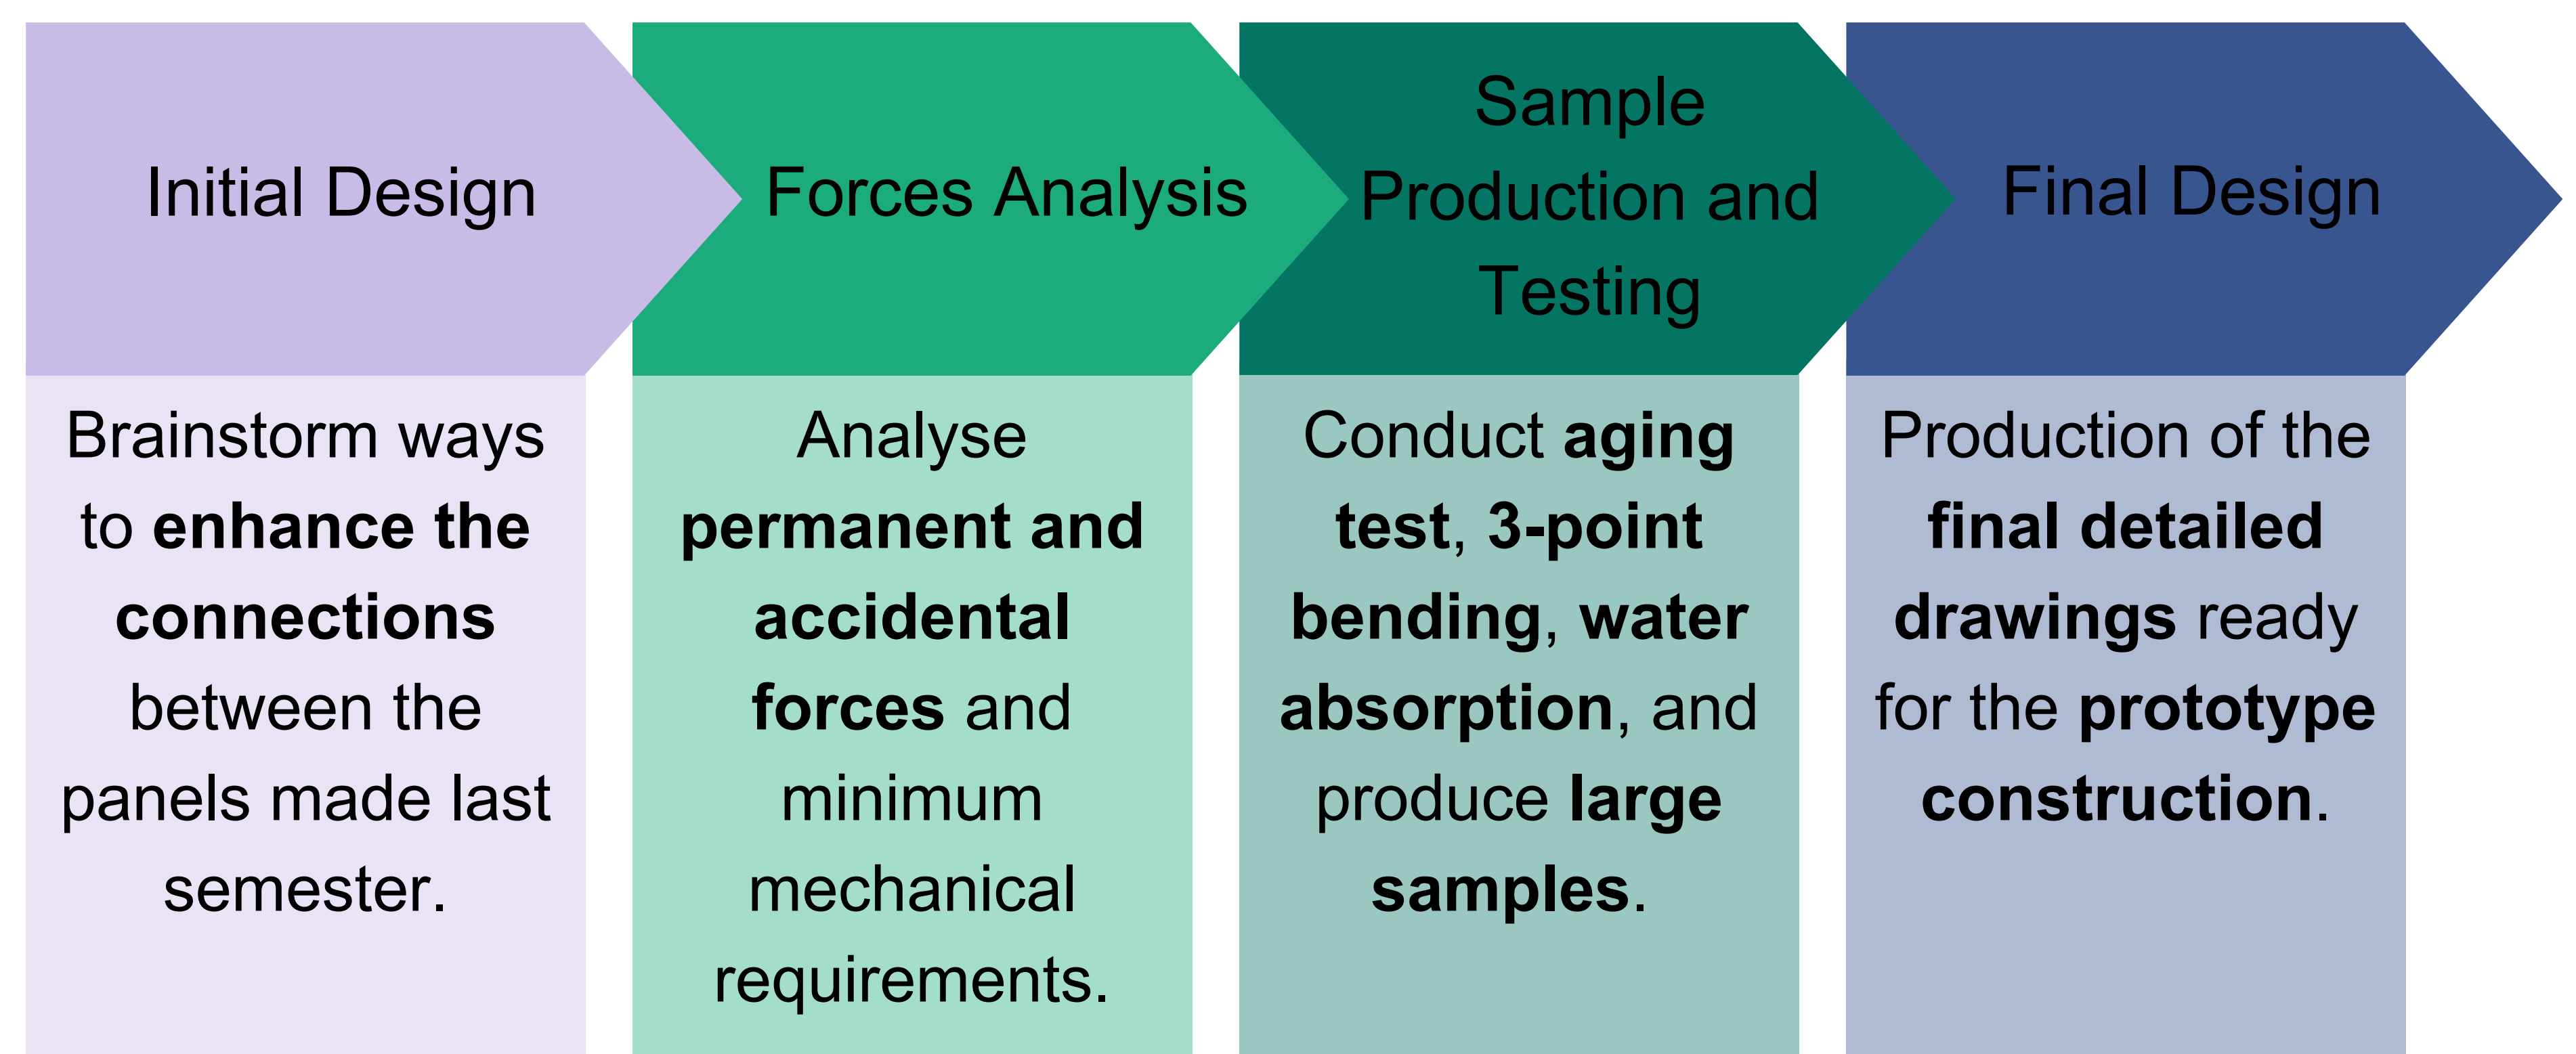 Initial Design
Forces Analysis
Sample
Production and
Testing
Final Design
Brainstorm ways
to enhance the
connections
between the
panels made last
semester.
Analyse
permanent and
accidental
forces and
minimum
mechanical
requirements.
Conduct aging
test, 3-point
bending, water
absorption, and
produce large
samples.
Production of the
final detailed
drawings ready
for the prototype
construction.